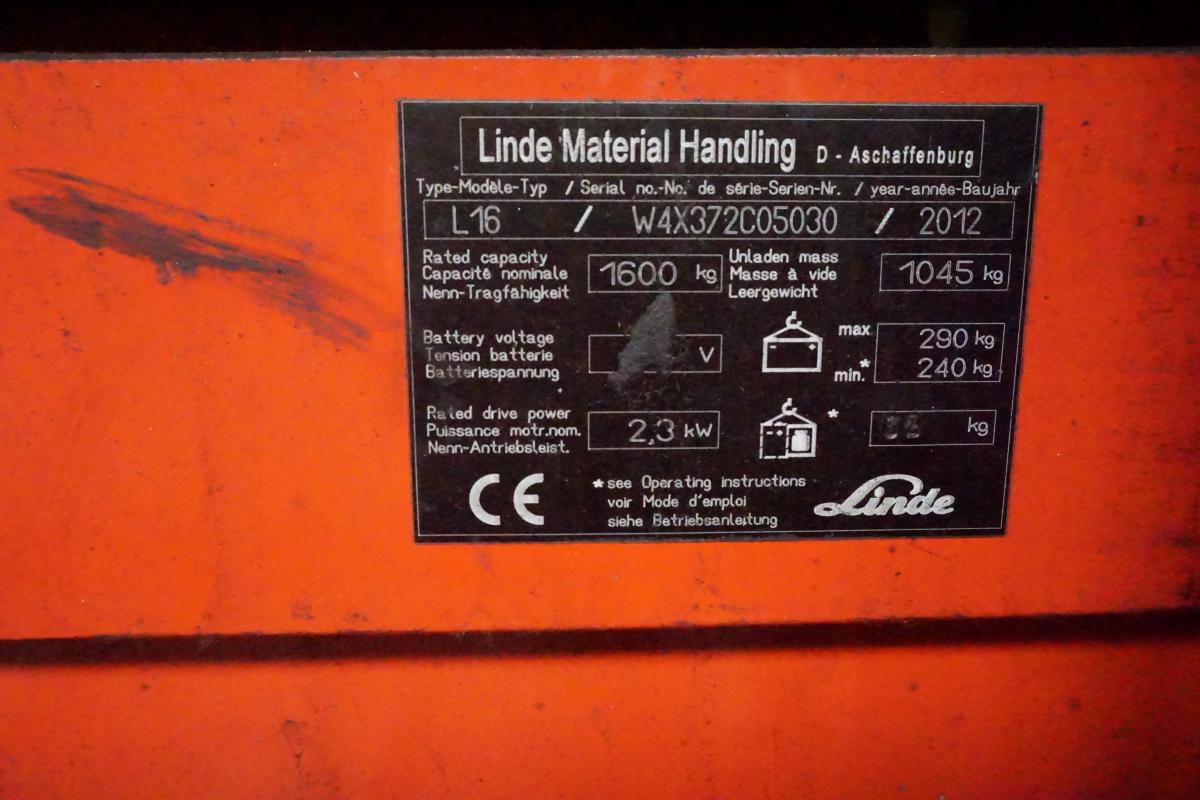 Linde Material Handling D - Aschaffenburg
Type-Modèle-Typ / Serial no.-No. de série-Serien-Nr. / year-année-Baujahr
L16 / W4X372C05030 / 2012
Rated capacity
Capacité nominale
Nenn-Tragfähigkeit
1600 kg
Unladen mass
Masse à vide
Leergewicht
1045 kg
Battery voltage
Tension batterie
Batteriespannung
V
max. 290 kg
min.* 240 kg
Rated drive power
Puissance motr.nom.
Nenn-Antriebsleist.
2,3 kW
* kg
CE
*see Operating instructions
voir Mode d'emploi
siehe Betriebsanleitung
Linde